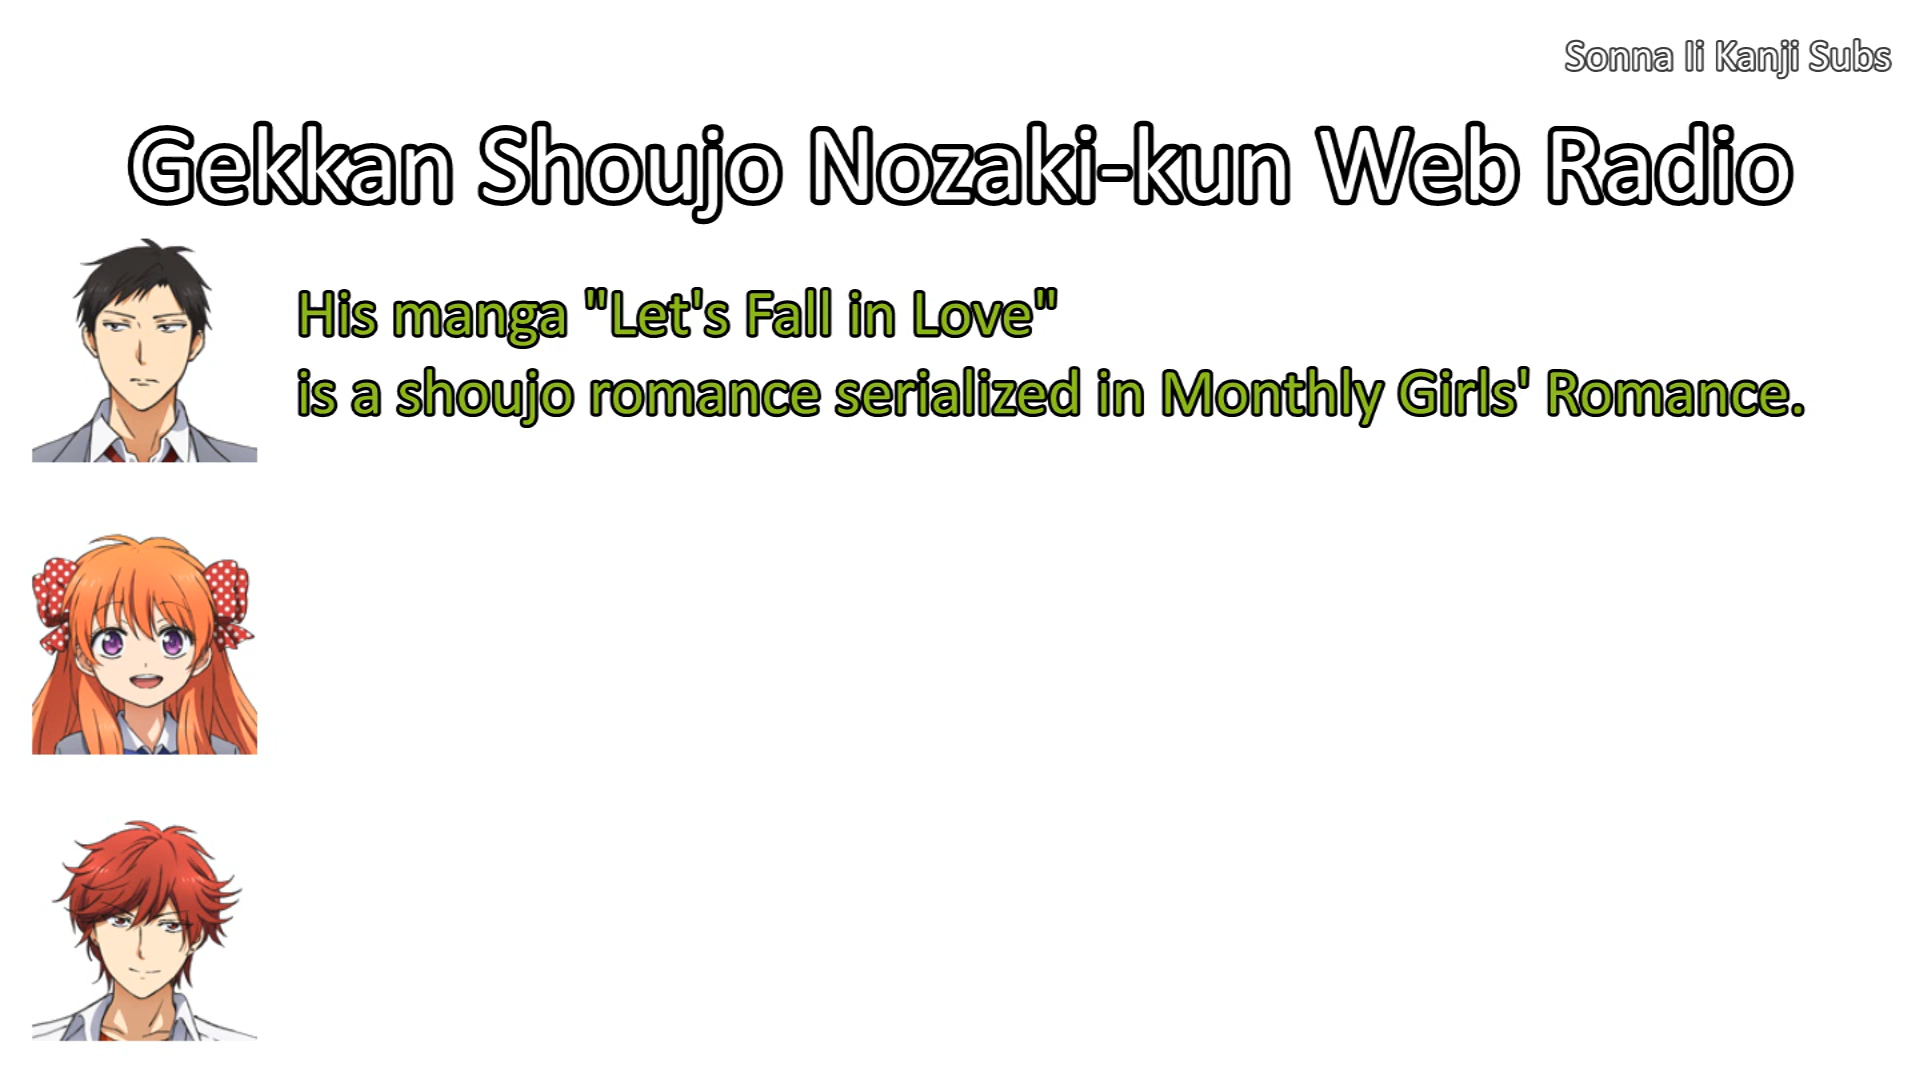 Sonna Ii Kanji Subs
Gekkan Shoujo Nozaki-kun Web Radio
His manga "Let's Fall in Love"
is a shoujo romance serialized in Monthly Girls' Romance.